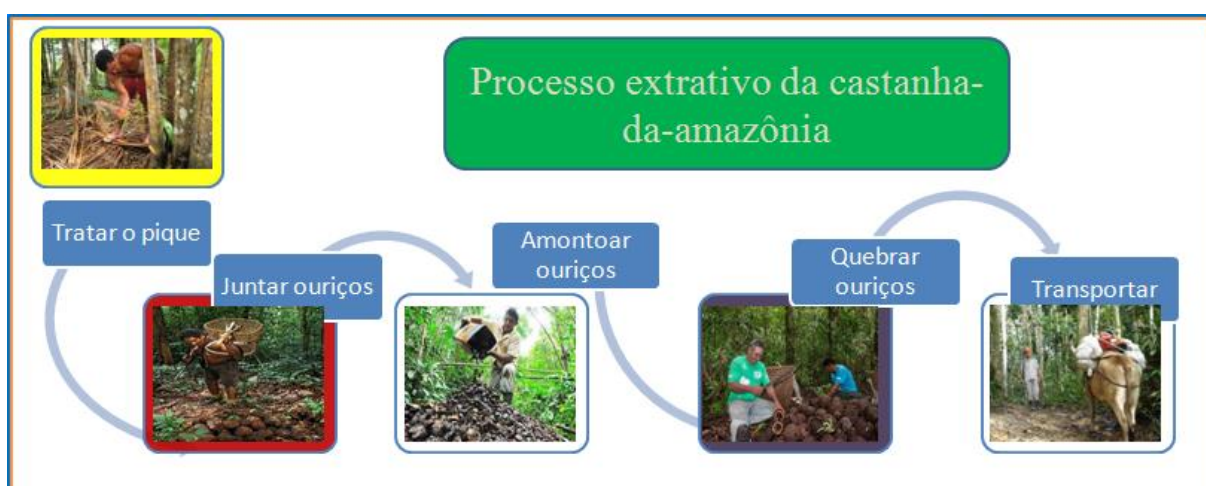 Processo extrativo da castanha-
da-amazônia
Tratar o pique
Juntar ouriços
Amontoar
ouriços
Quebrar
ouriços
Transportar